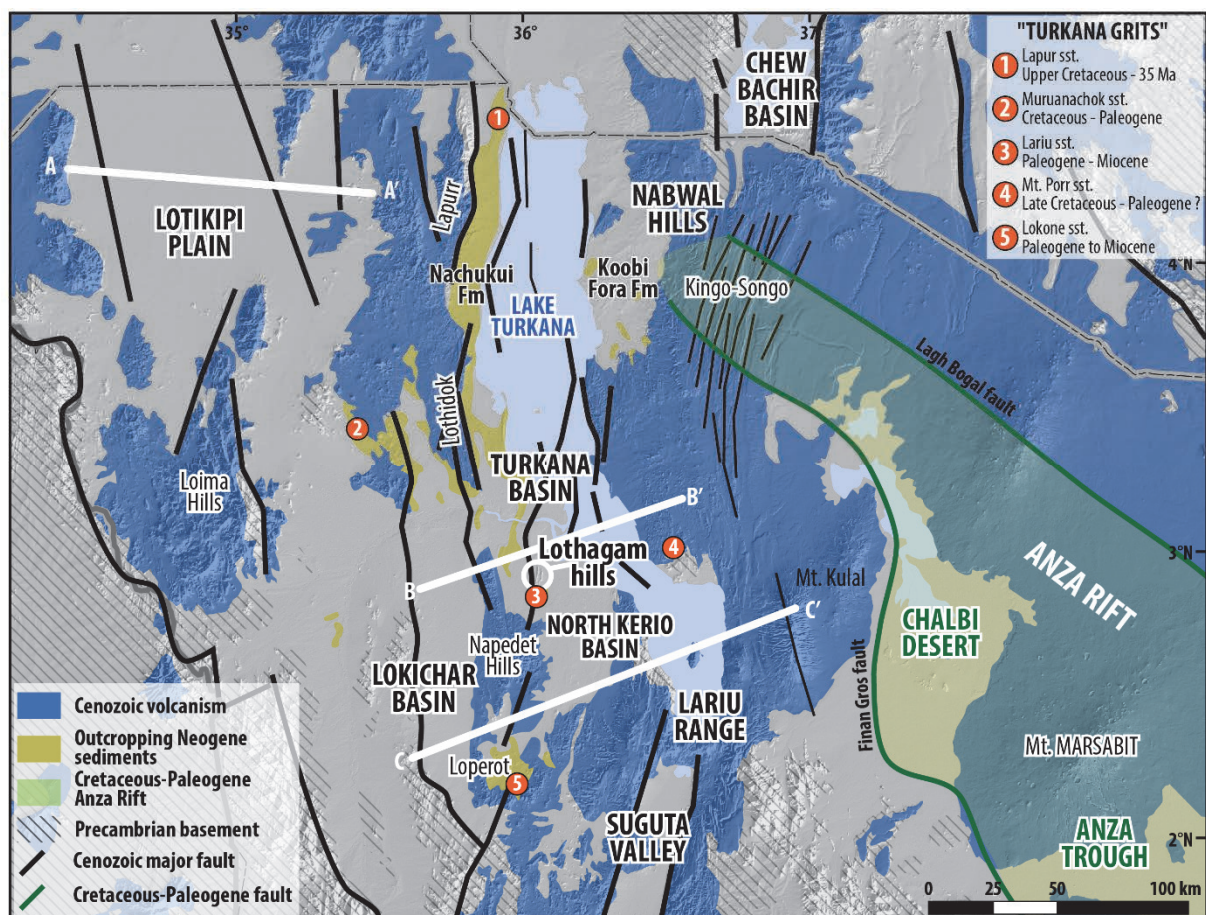 35°
36°
37°
CHEW
BACHIR
BASIN
"TURKANA GRITS"
1
Lapur sst.
Upper Cretaceous - 35 Ma
2
Muruanachok sst.
Cretaceous - Paleogene
3
Lariu sst.
Paleogene - Miocene
4
Mt. Porr sst.
Late Cretaceous - Paleogene ?
5
Lokone sst.
Paleogene to Miocene
1
A
A'
LOTIKIPI
PLAIN
Lapurr
NABWAL
HILLS
4°N
Nachukui
Fm
Koobi
Fora Fm
Kingo-Songo
LAKE
TURKANA
Lagh Bogal fault
Lothidok
2
Loima
Hills
TURKANA
BASIN
B'
Lothagam
hills
4
3°N
B
3
Mt. Kulal
C'
ANZA RIFT
NORTH KERIO
BASIN
Napedet
Hills
CHALBI
DESERT
LOKICHAR
BASIN
LARIU
RANGE
Finan Gros fault
C
Loperot
5
Mt. MARSABIT
SUGUTA
VALLEY
ANZA
TROUGH
2°N
Cenozoic volcanism
Outcropping Neogene
sediments
Cretaceous-Paleogene
Anza Rift
Precambrian basement
Cenozoic major fault
Cretaceous-Paleogene fault
0 25 50 100 km